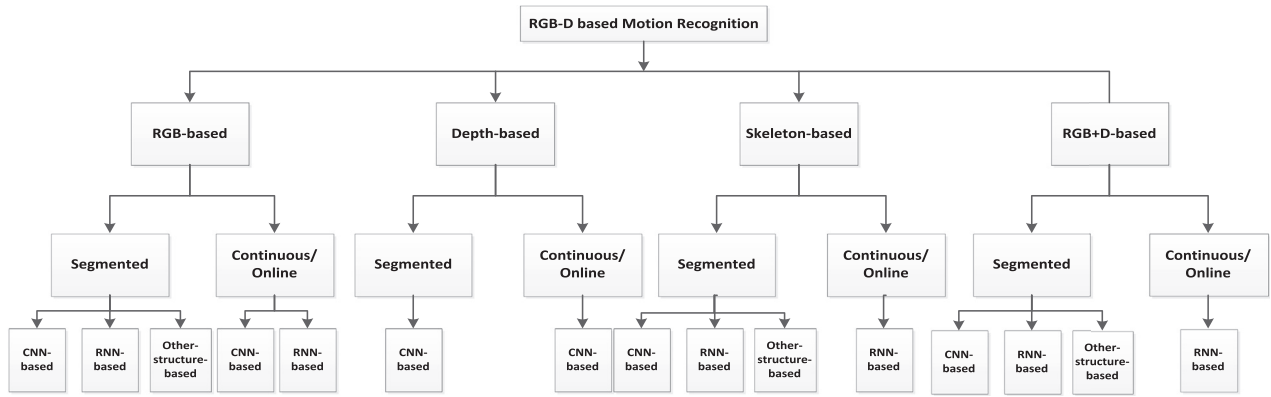 RGB-D based Motion Recognition
RGB-based
Depth-based
Skeleton-based
RGB+D-based
Segmented
Continuous/
Online
Segmented
Continuous/
Online
Segmented
Continuous/
Online
Segmented
Continuous/
Online
CNN-
based
RNN-
based
Other-
structure-
based
CNN-
based
RNN-
based
CNN-
based
CNN-
based
CNN-
based
RNN-
based
Other-
structure-
based
RNN-
based
CNN-
based
RNN-
based
Other-
structure-
based
RNN-
based